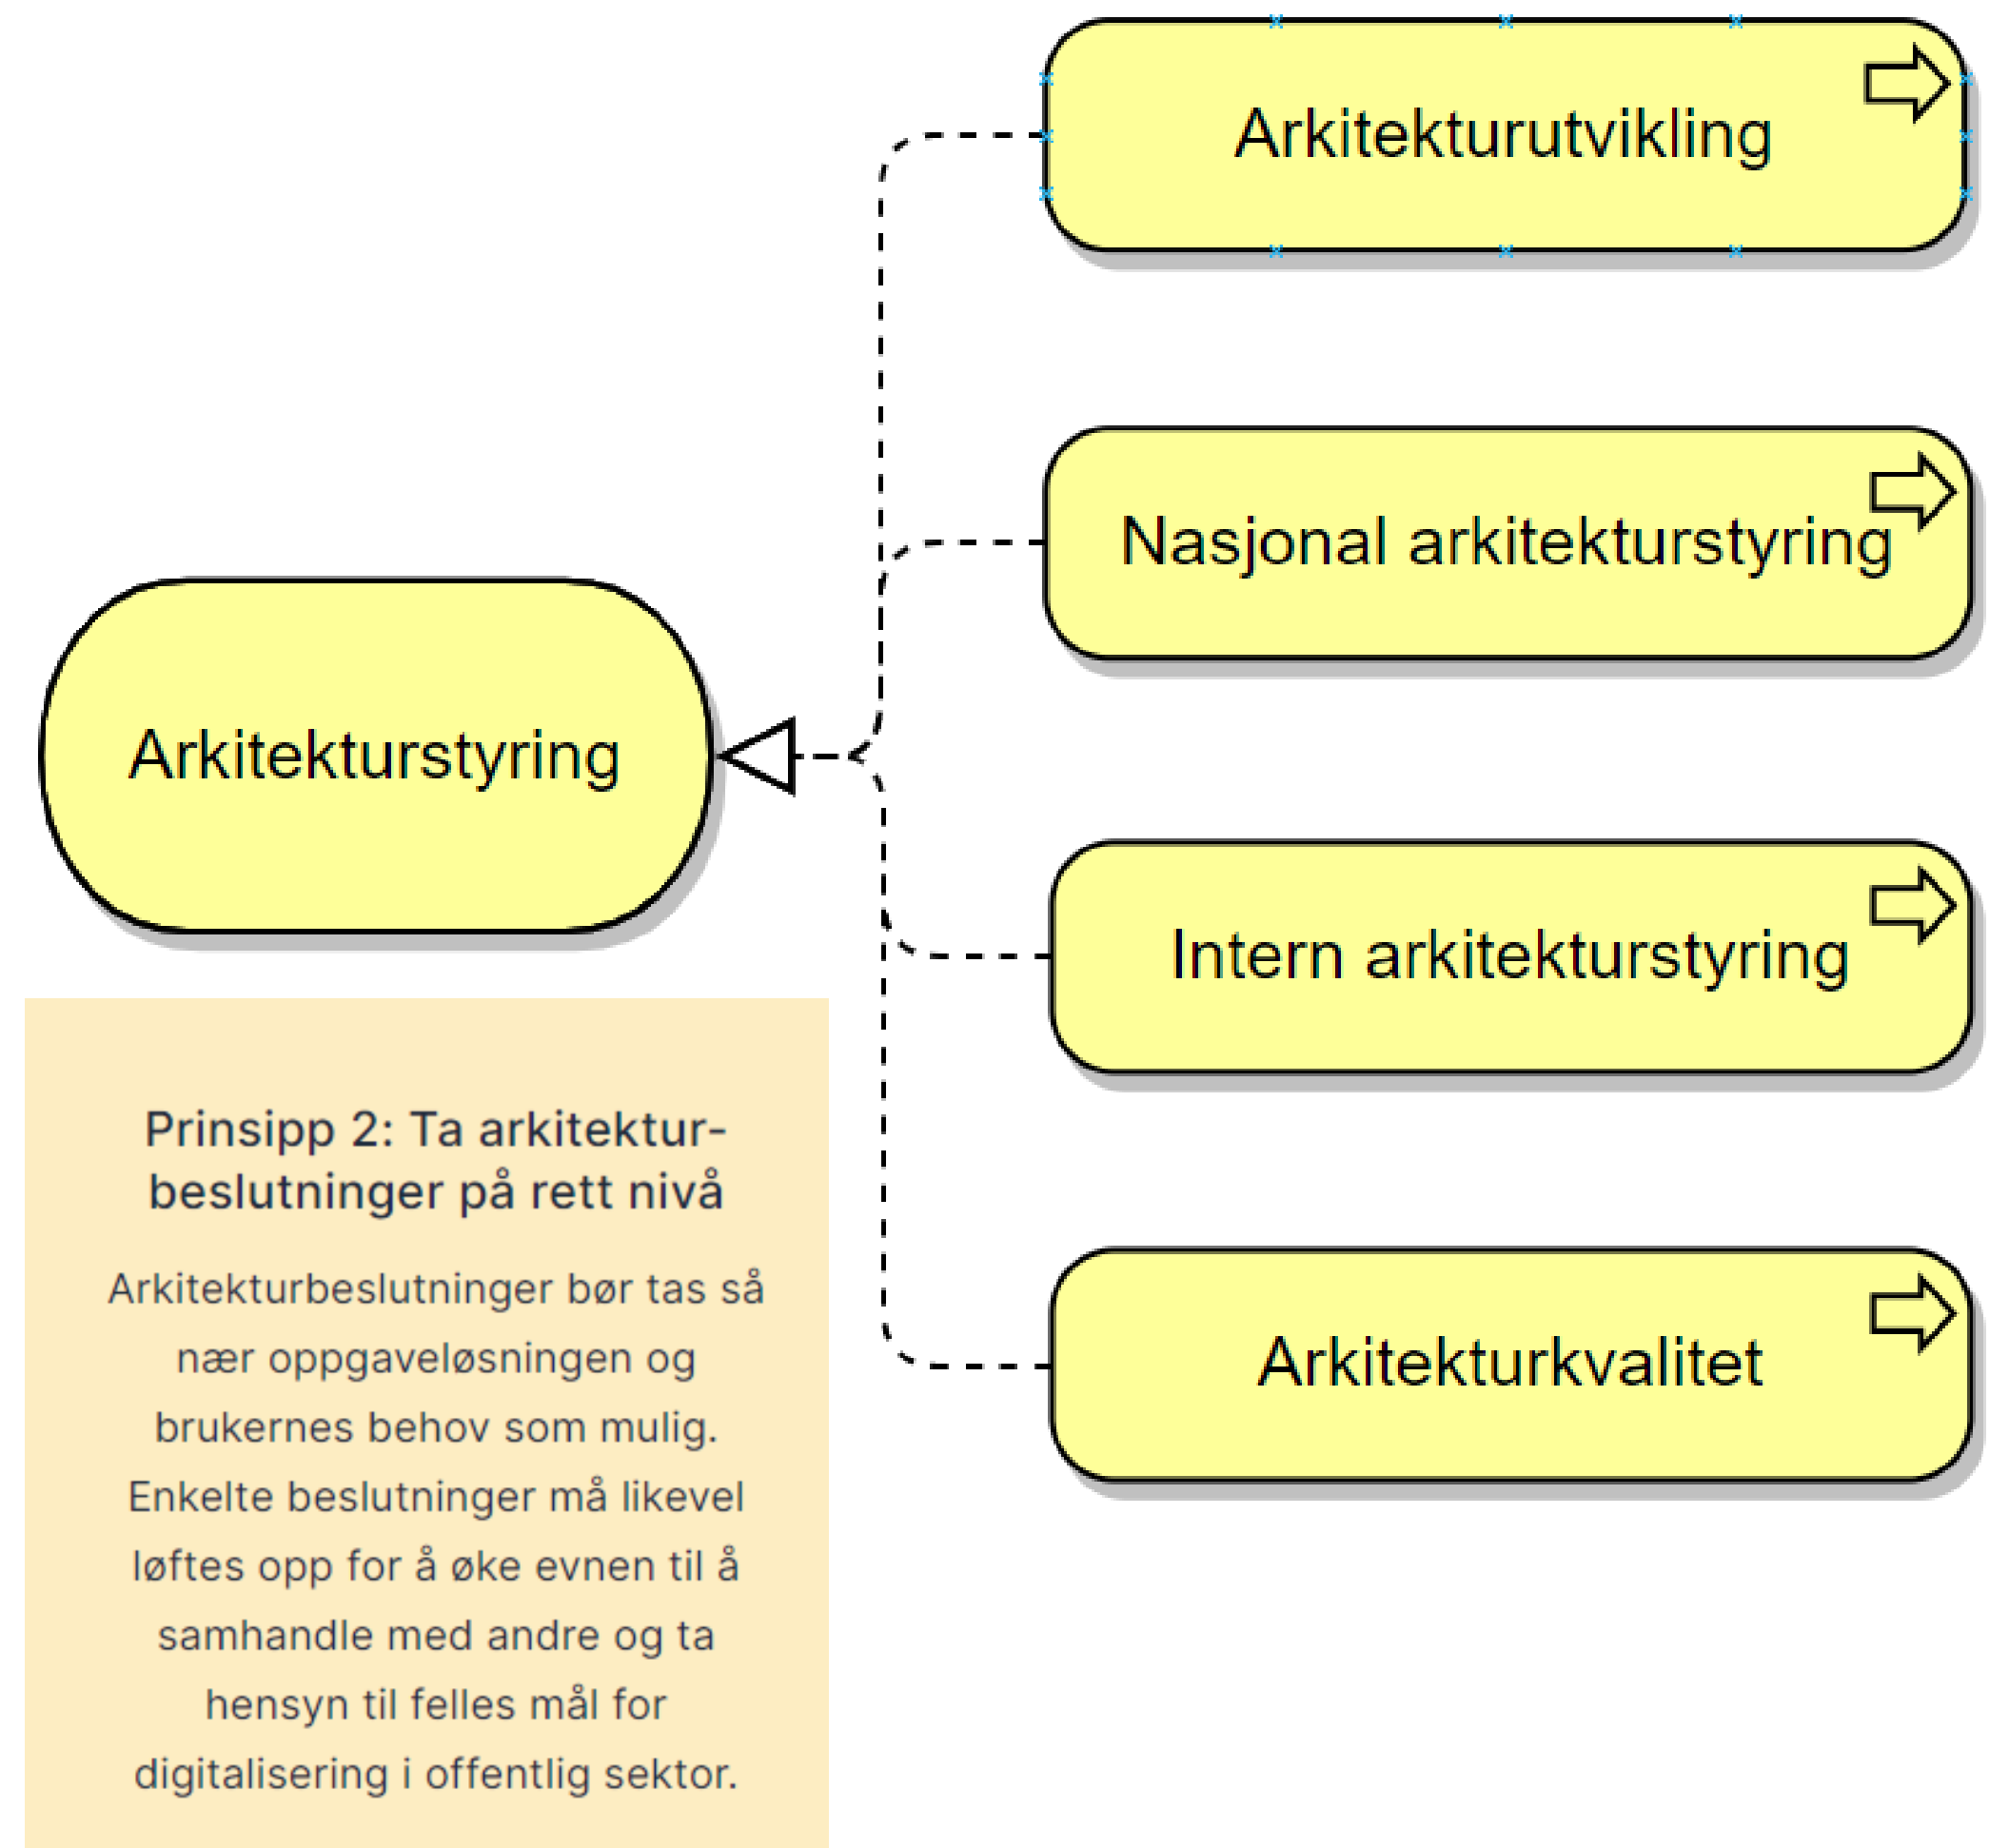 Arkitekturutvikling
Nasjonal arkitekturstyring
Arkitekturstyring
Intern arkitekturstyring
Arkitekturkvalitet
Prinsipp 2: Ta arkitektur-
beslutninger på rett nivå
Arkitekturbeslutninger bør tas så
nær oppgaveløsningen og
brukernes behov som mulig.
Enkelte beslutninger må likevel
løftes opp for å øke evnen til å
samhandle med andre og ta
hensyn til felles mål for
digitalisering i offentlig sektor.